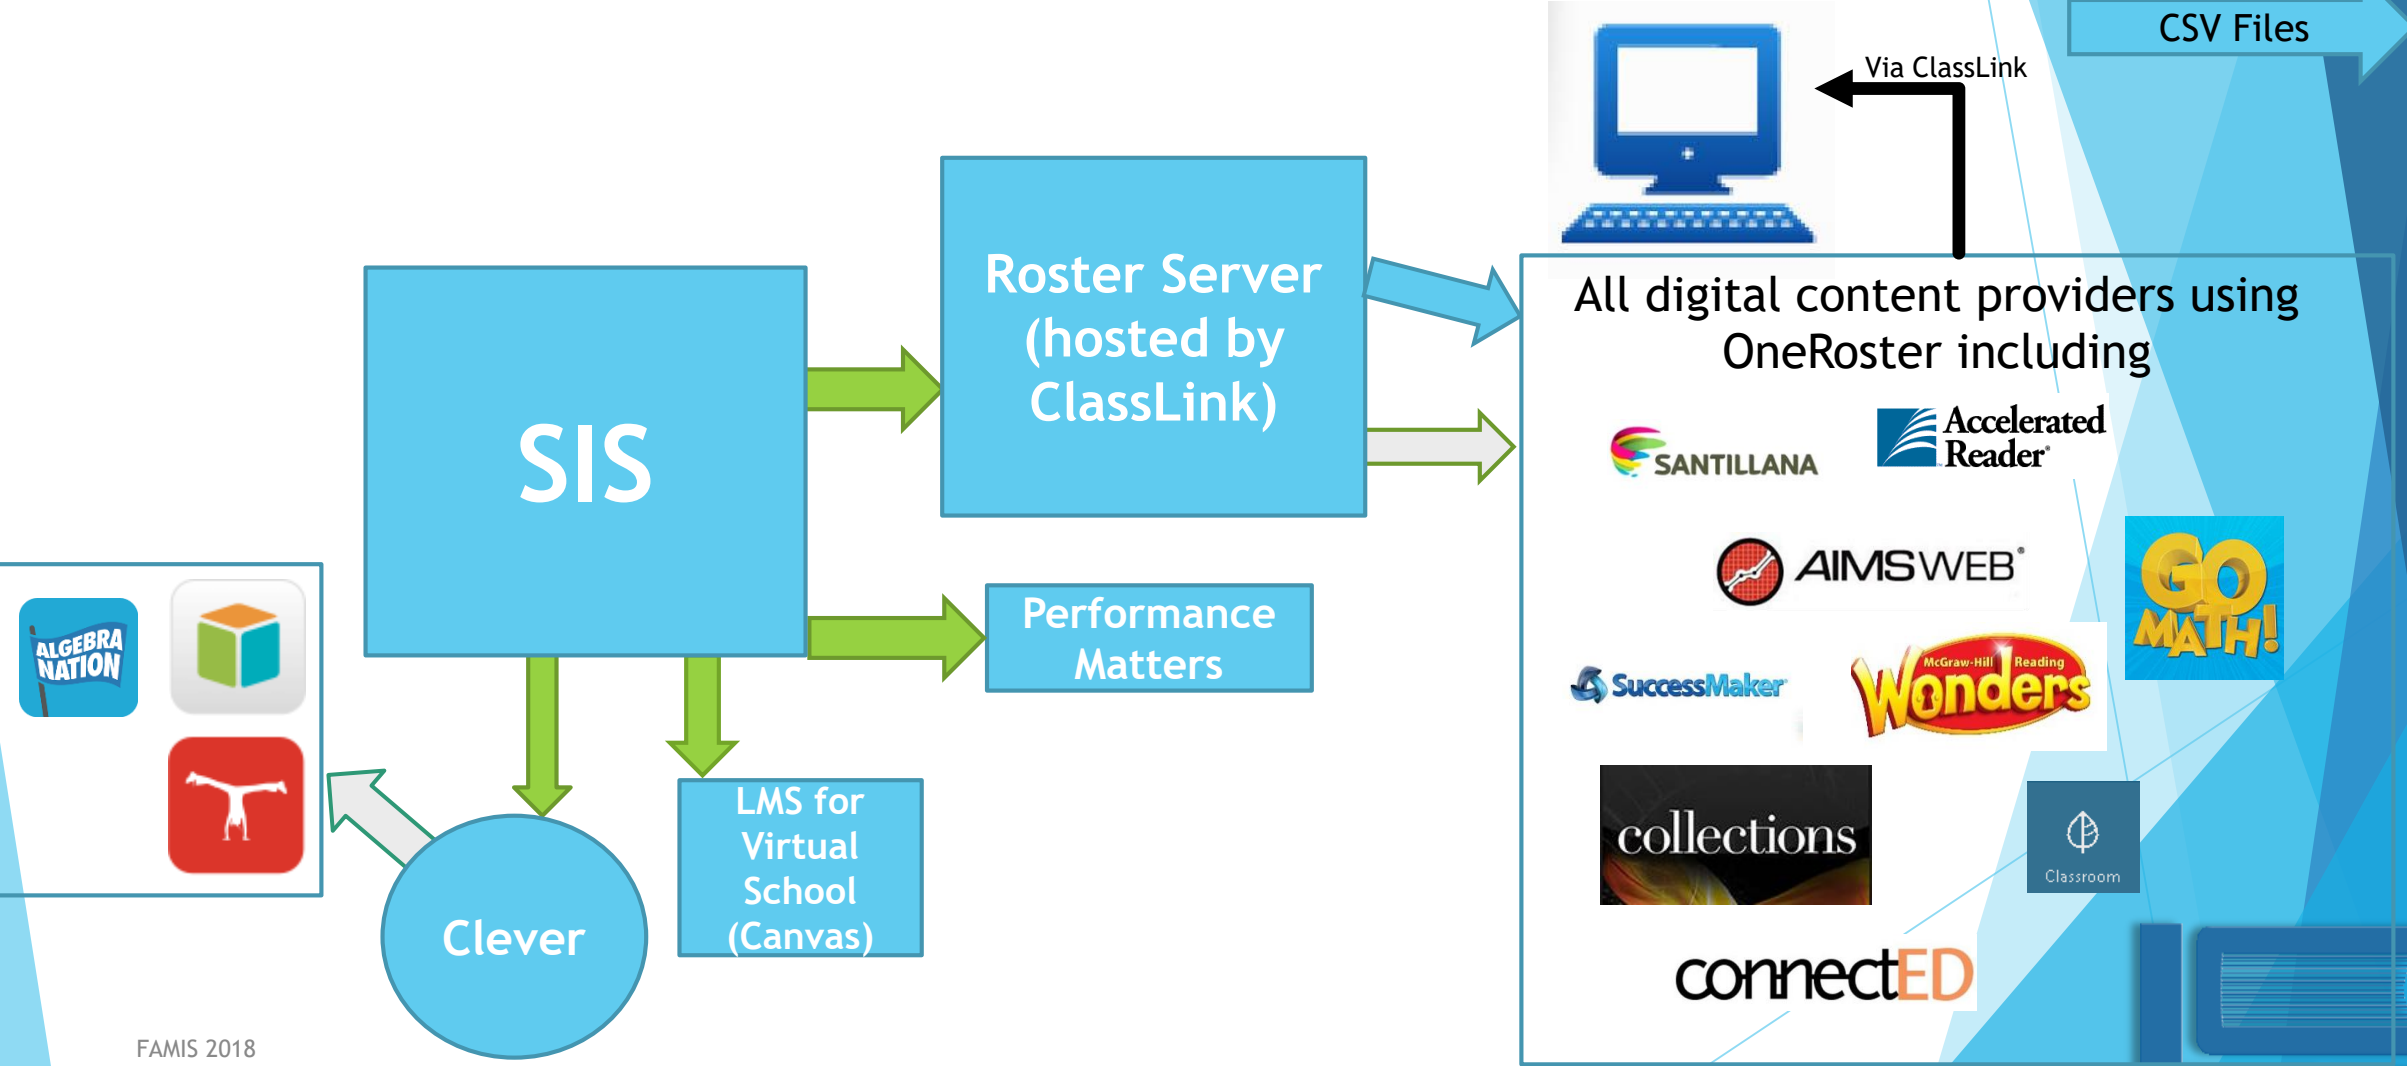 CSV Files
Via ClassLink
Roster Server
(hosted by
ClassLink)
SIS
All digital content providers using
OneRoster including
SANTILLANA
Accelerated
Reader
AIMSWEB®
GO
MATH!
Performance
Matters
ALGEBRA
NATION
SuccessMaker
McGraw-Hill Reading
Wonders
LMS for
Virtual
School
(Canvas)
collections
Classroom
Clever
connectED
FAMIS 2018